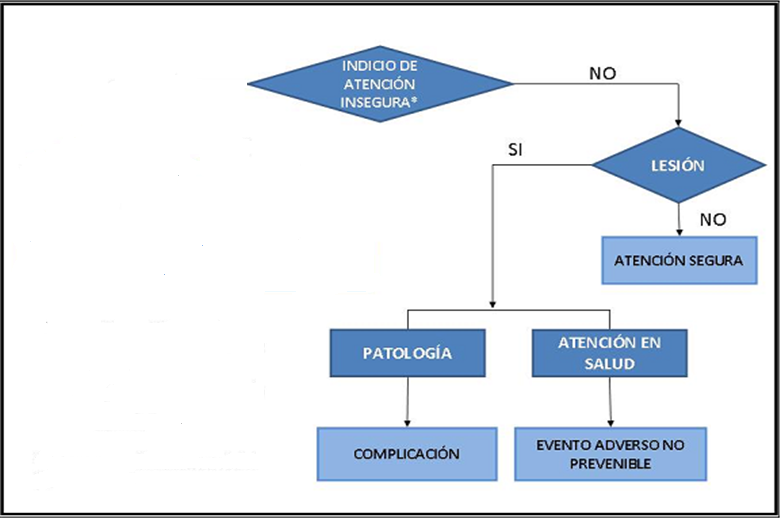 INDICIO DE
ATENCIÓN
INSEGURA*
NO
SI
LESIÓN
NO
ATENCIÓN SEGURA
PATOLOGÍA
ATENCIÓN EN
SALUD
COMPLICACIÓN
EVENTO ADVERSO NO
PREVENIBLE